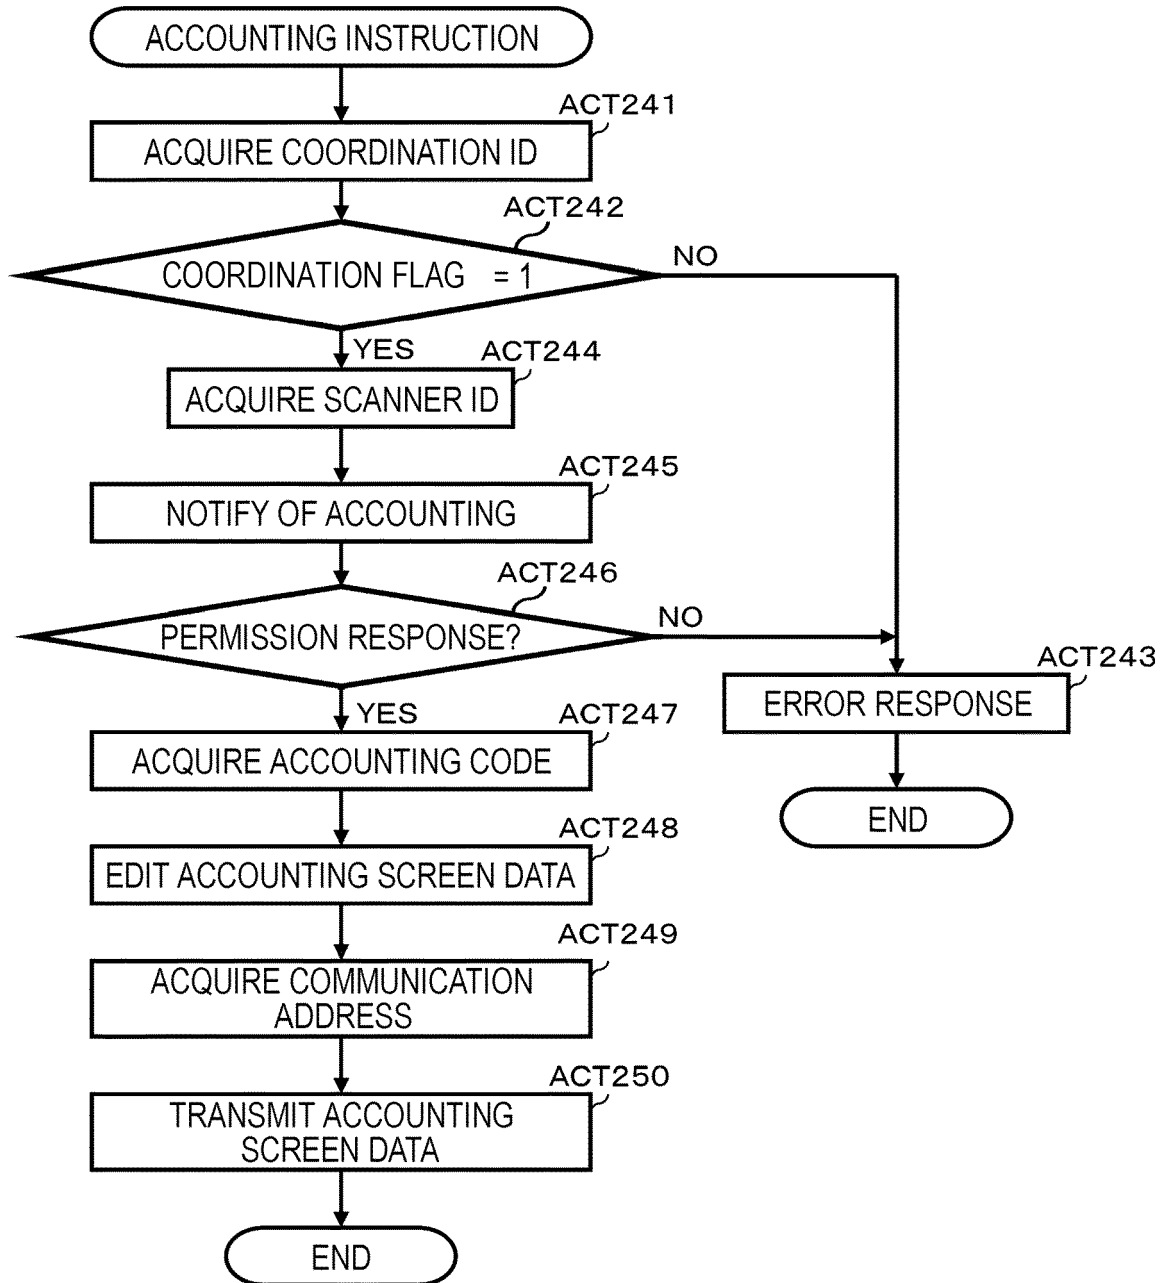 ACCOUNTING INSTRUCTION
ACT241
ACQUIRE COORDINATION ID
ACT242
COORDINATION FLAG = 1
NO
YES
ACT244
ACQUIRE SCANNER ID
ACT245
NOTIFY OF ACCOUNTING
ACT246
PERMISSION RESPONSE?
NO
ACT243
ERROR RESPONSE
END
YES
ACT247
ACQUIRE ACCOUNTING CODE
ACT248
EDIT ACCOUNTING SCREEN DATA
ACT249
ACQUIRE COMMUNICATION
ADDRESS
ACT250
TRANSMIT ACCOUNTING
SCREEN DATA
END